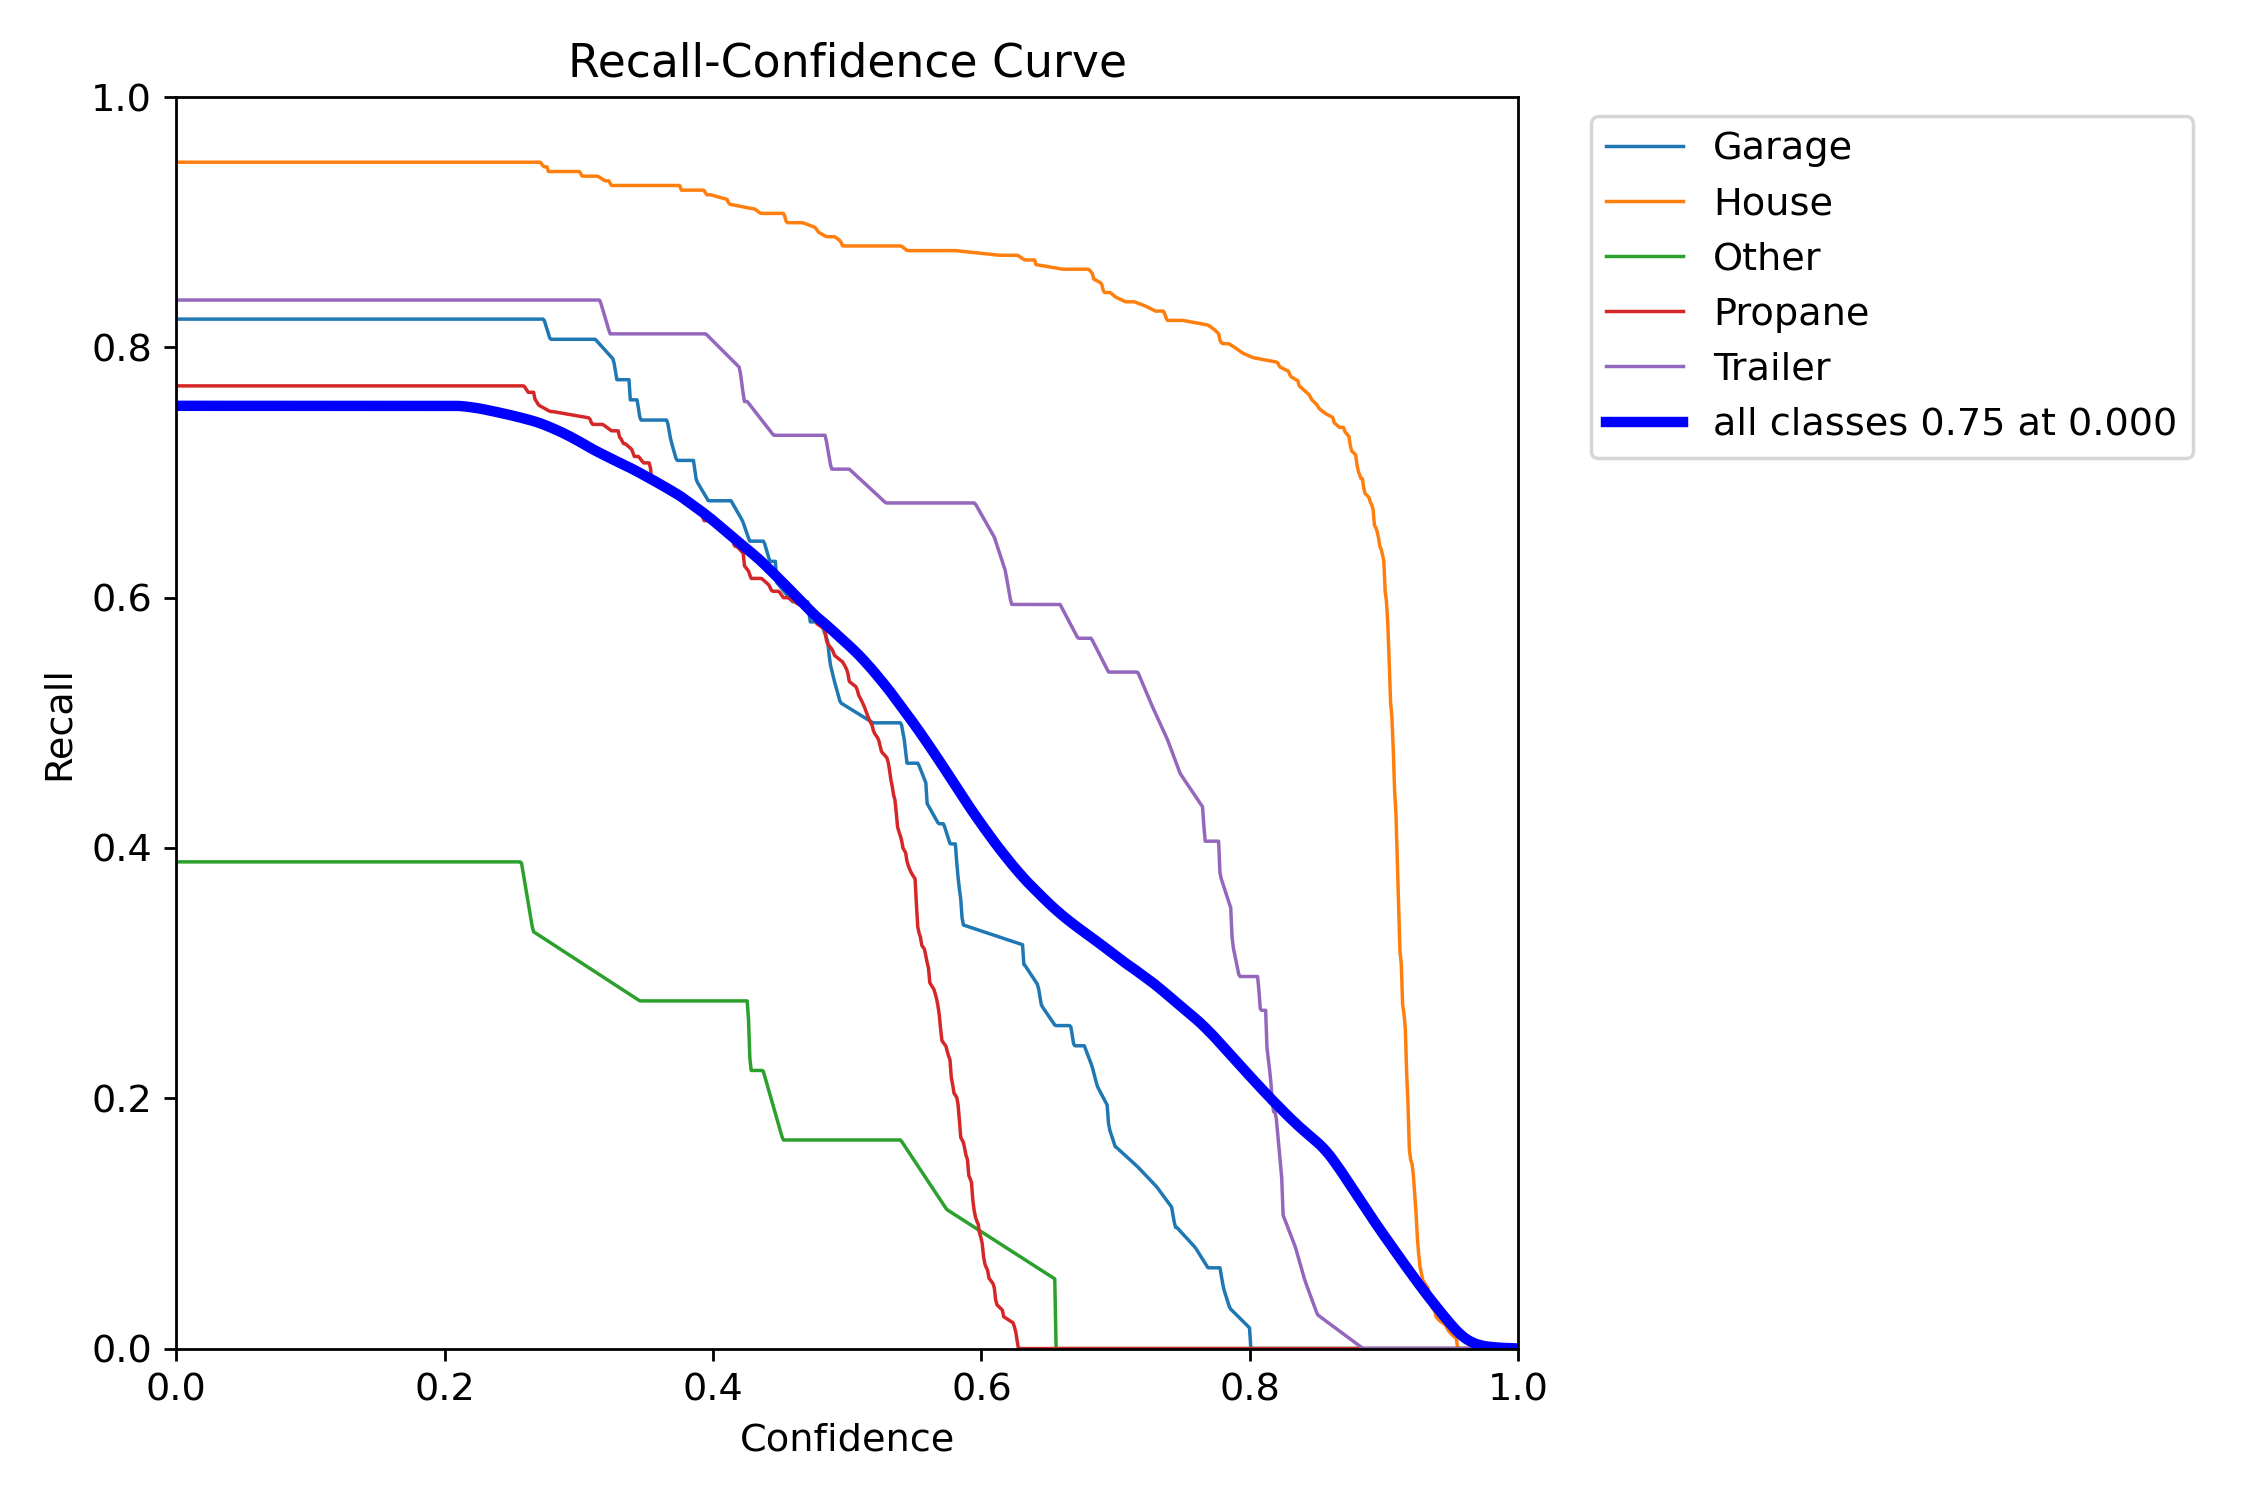 Recall-Confidence Curve
1.0
0.8
0.6
0.4
0.2
0.0
Recall
0.0 0.2 0.4 0.6 0.8 1.0
Confidence
Garage
House
Other
Propane
Trailer
all classes 0.75 at 0.000